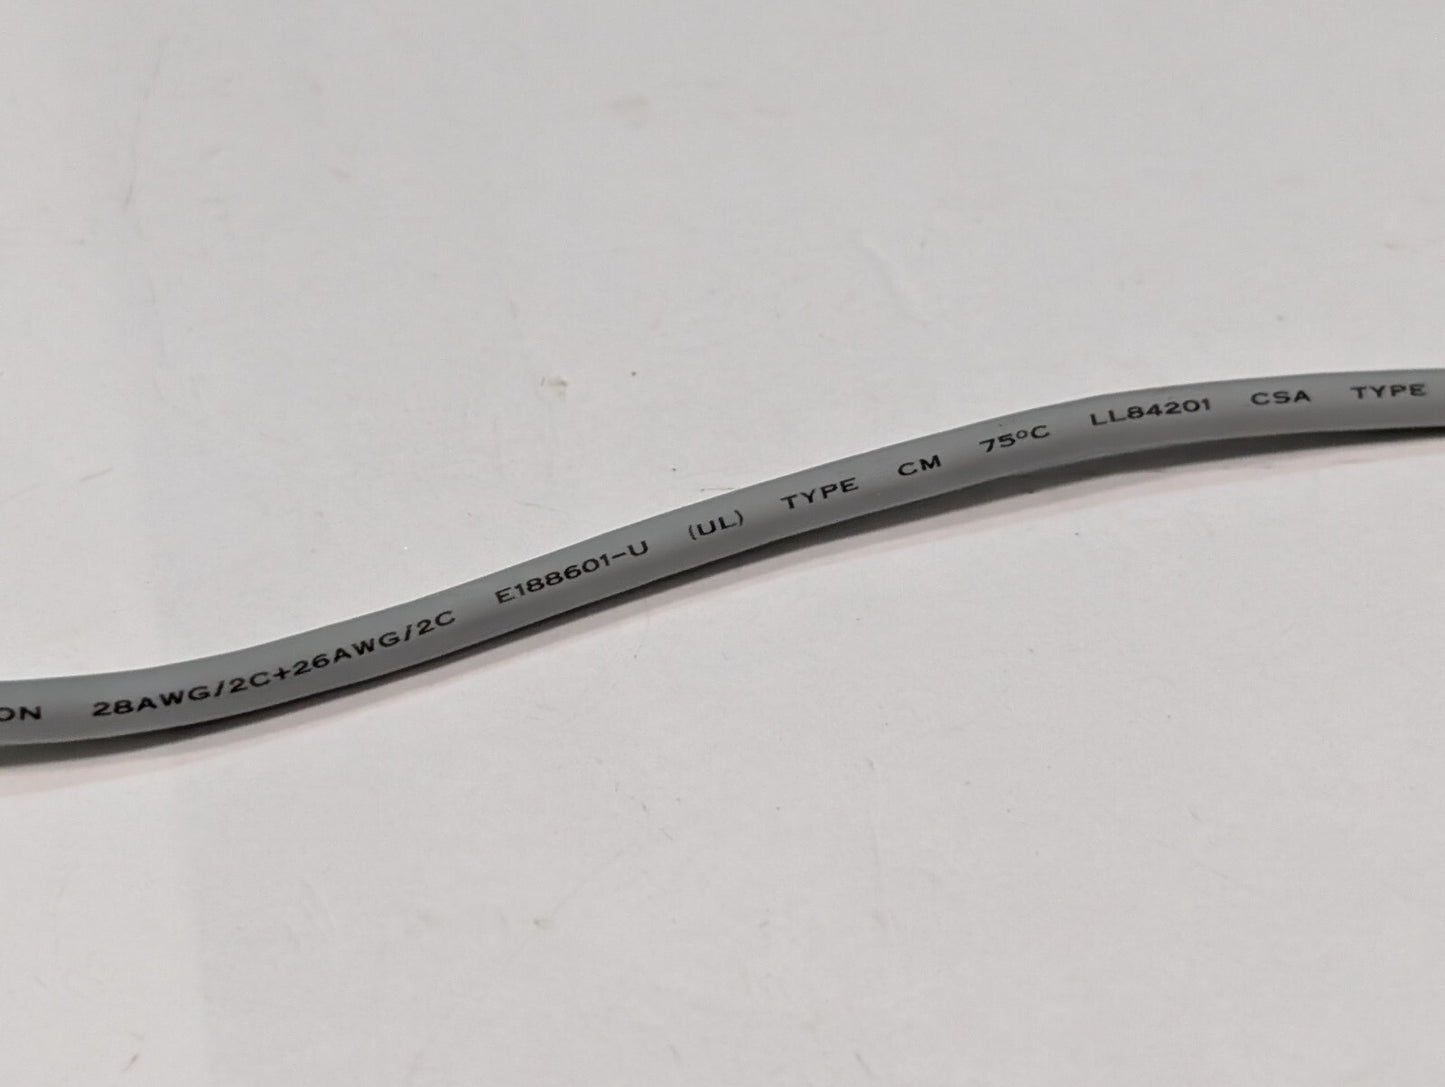 ON 28AWG/2C+26AWG/2C E188601-U (UL) TYPE CM 75°C LL84201 CSA TYPE